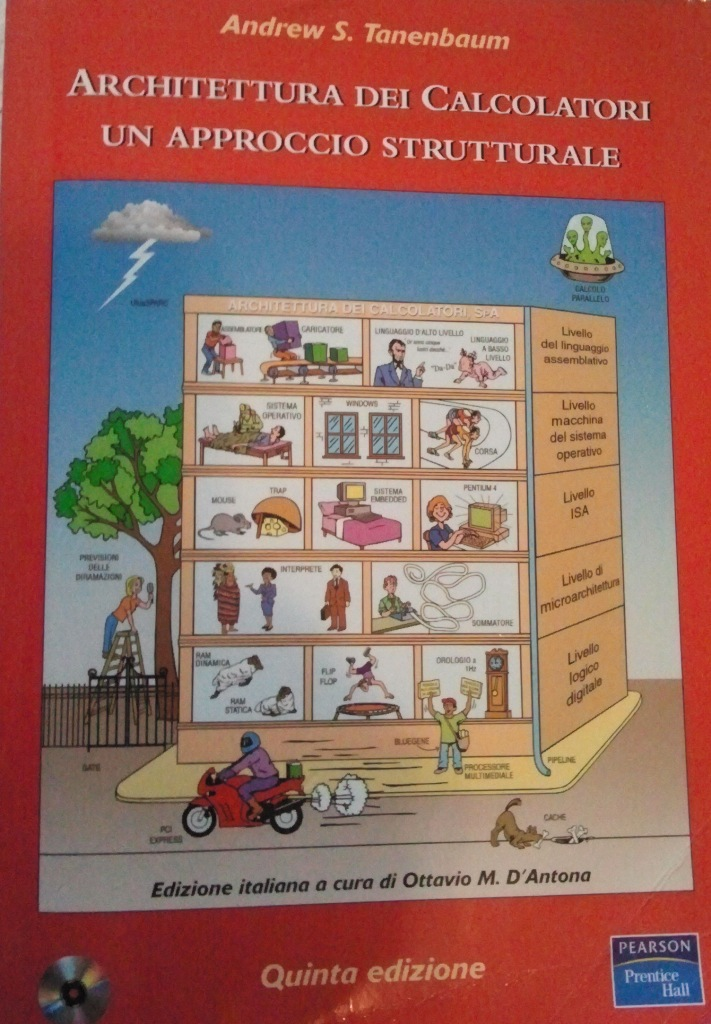 Andrew S. Tanenbaum
ARCHITETTURA DEI CALCOLATORI
UN APPROCCIO STRUTTURALE
CALCOLO
PARALLELO
ULTRASPARC
ARCHITETTURA DEI CALCOLATORI, SPA
ASSEMBLATORE
CARICATORE
LINGUAGGIO D'ALTO LIVELLO
"Da-Da"
LINGUAGGIO
A BASSO
LIVELLO
Livello
del linguaggio
assemblativo
SISTEMA
OPERATIVO
WINDOWS
CORSA
Livello
macchina
del sistema
operativo
MOUSE
TRAP
SISTEMA
EMBEDDED
PENTIUM 4
Livello
ISA
PREVISIONI
DELLE
DIRAMAZIONI
INTERPRETE
SOMMATORE
Livello di
microarchitettura
RAM
DINAMICA
RAM
STATICA
FLIP
FLOP
OROLOGIO a
1Hz
Livello
logico
digitale
GATE
BLUEGENE
PROCESSORE
MULTIMEDIALE
PIPELINE
PCI
EXPRESS
CACHE
Edizione italiana a cura di Ottavio M. D'Antona
Quinta edizione
PEARSON
Prentice
Hall